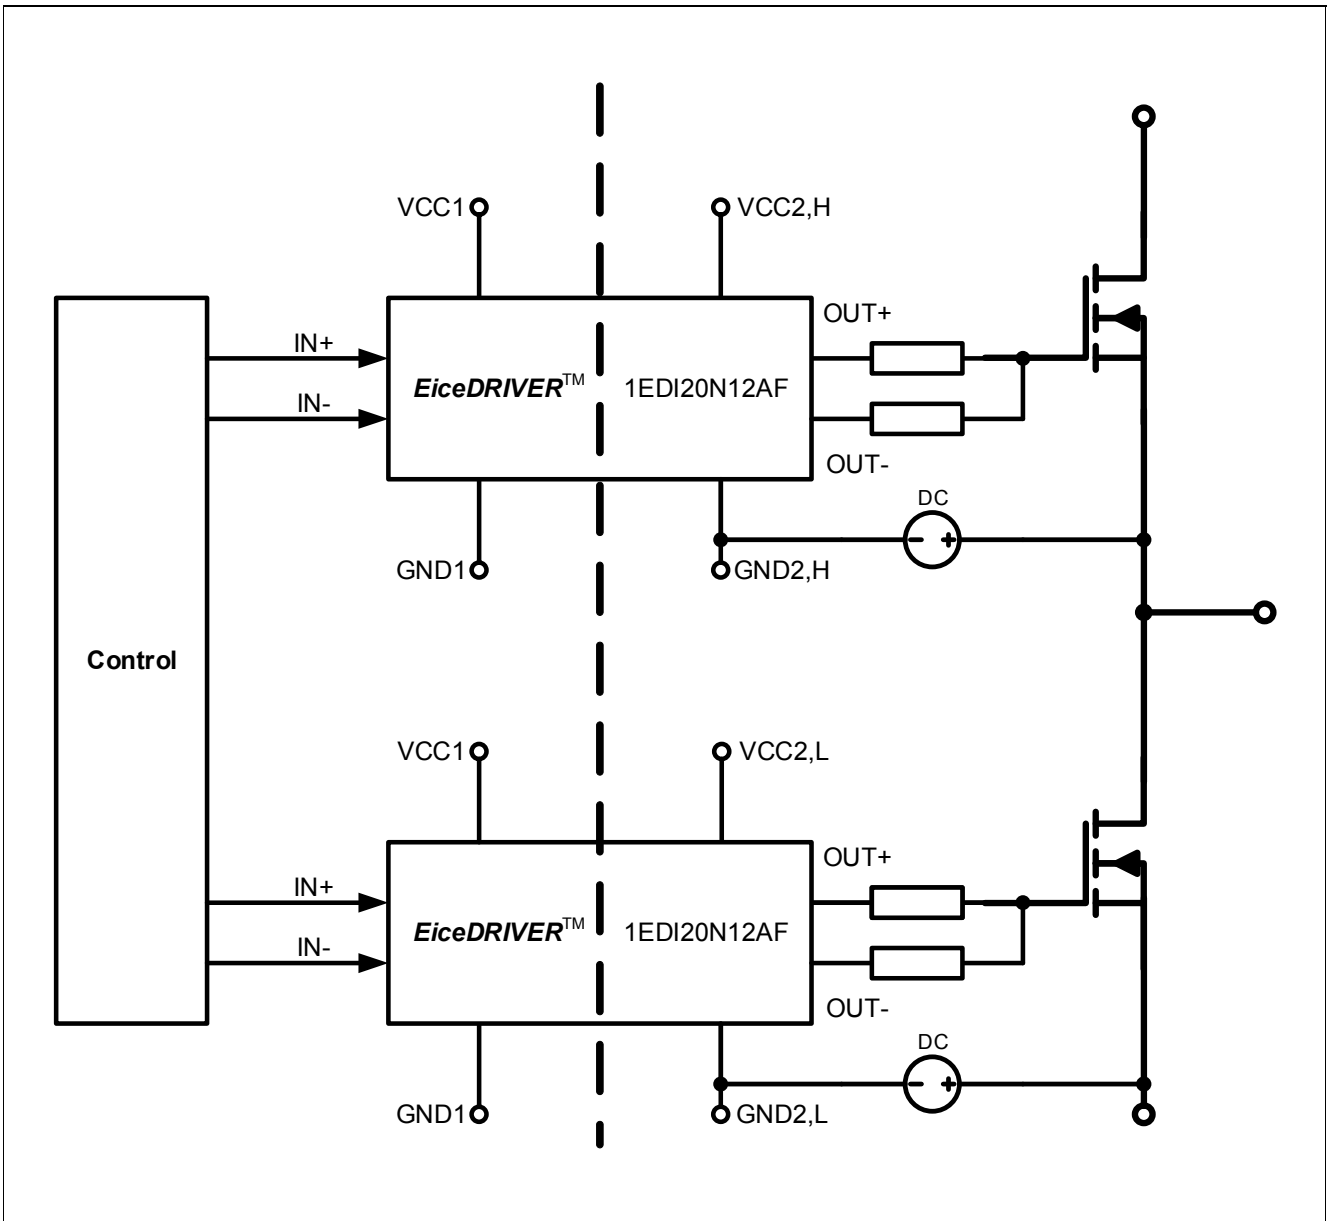 VCC1
VCC2,H
OUT+
IN+
EiceDRIVER™
1EDI20N12AF
IN-
OUT-
DC
- +
GND1
GND2,H
Control
VCC1
VCC2,L
OUT+
IN+
EiceDRIVER™
1EDI20N12AF
IN-
OUT-
DC
- +
GND1
GND2,L